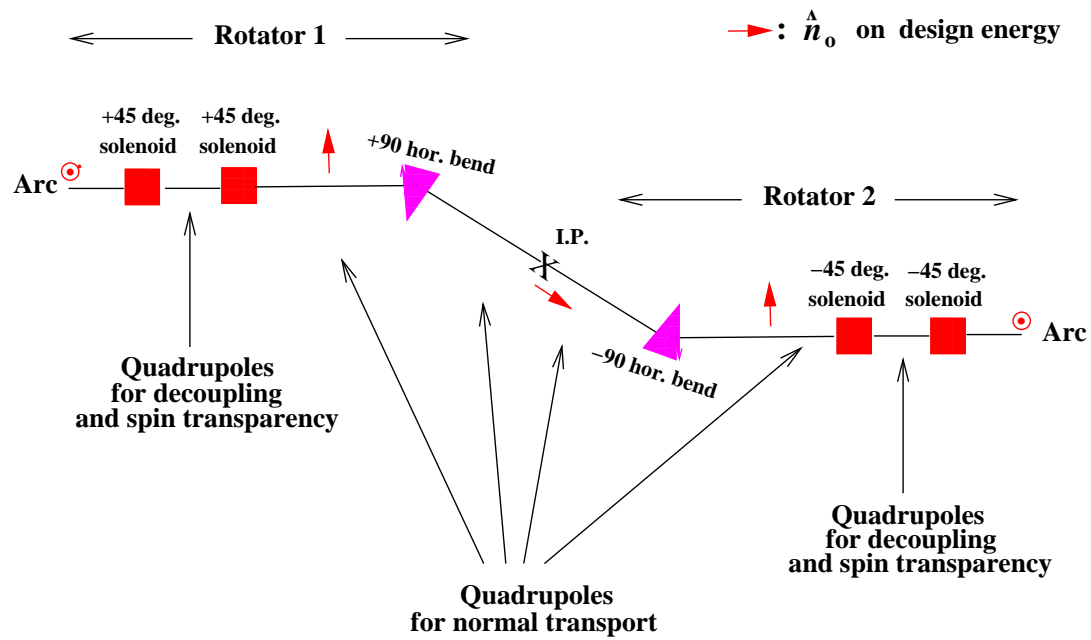 Rotator 1
: n̂o on design energy
+45 deg. solenoid
+45 deg. solenoid
+90 hor. bend
Arc
Rotator 2
I.P.
−45 deg. solenoid
−45 deg. solenoid
Arc
−90 hor. bend
Quadrupoles
for decoupling
and spin transparency
Quadrupoles
for decoupling
and spin transparency
Quadrupoles
for normal transport